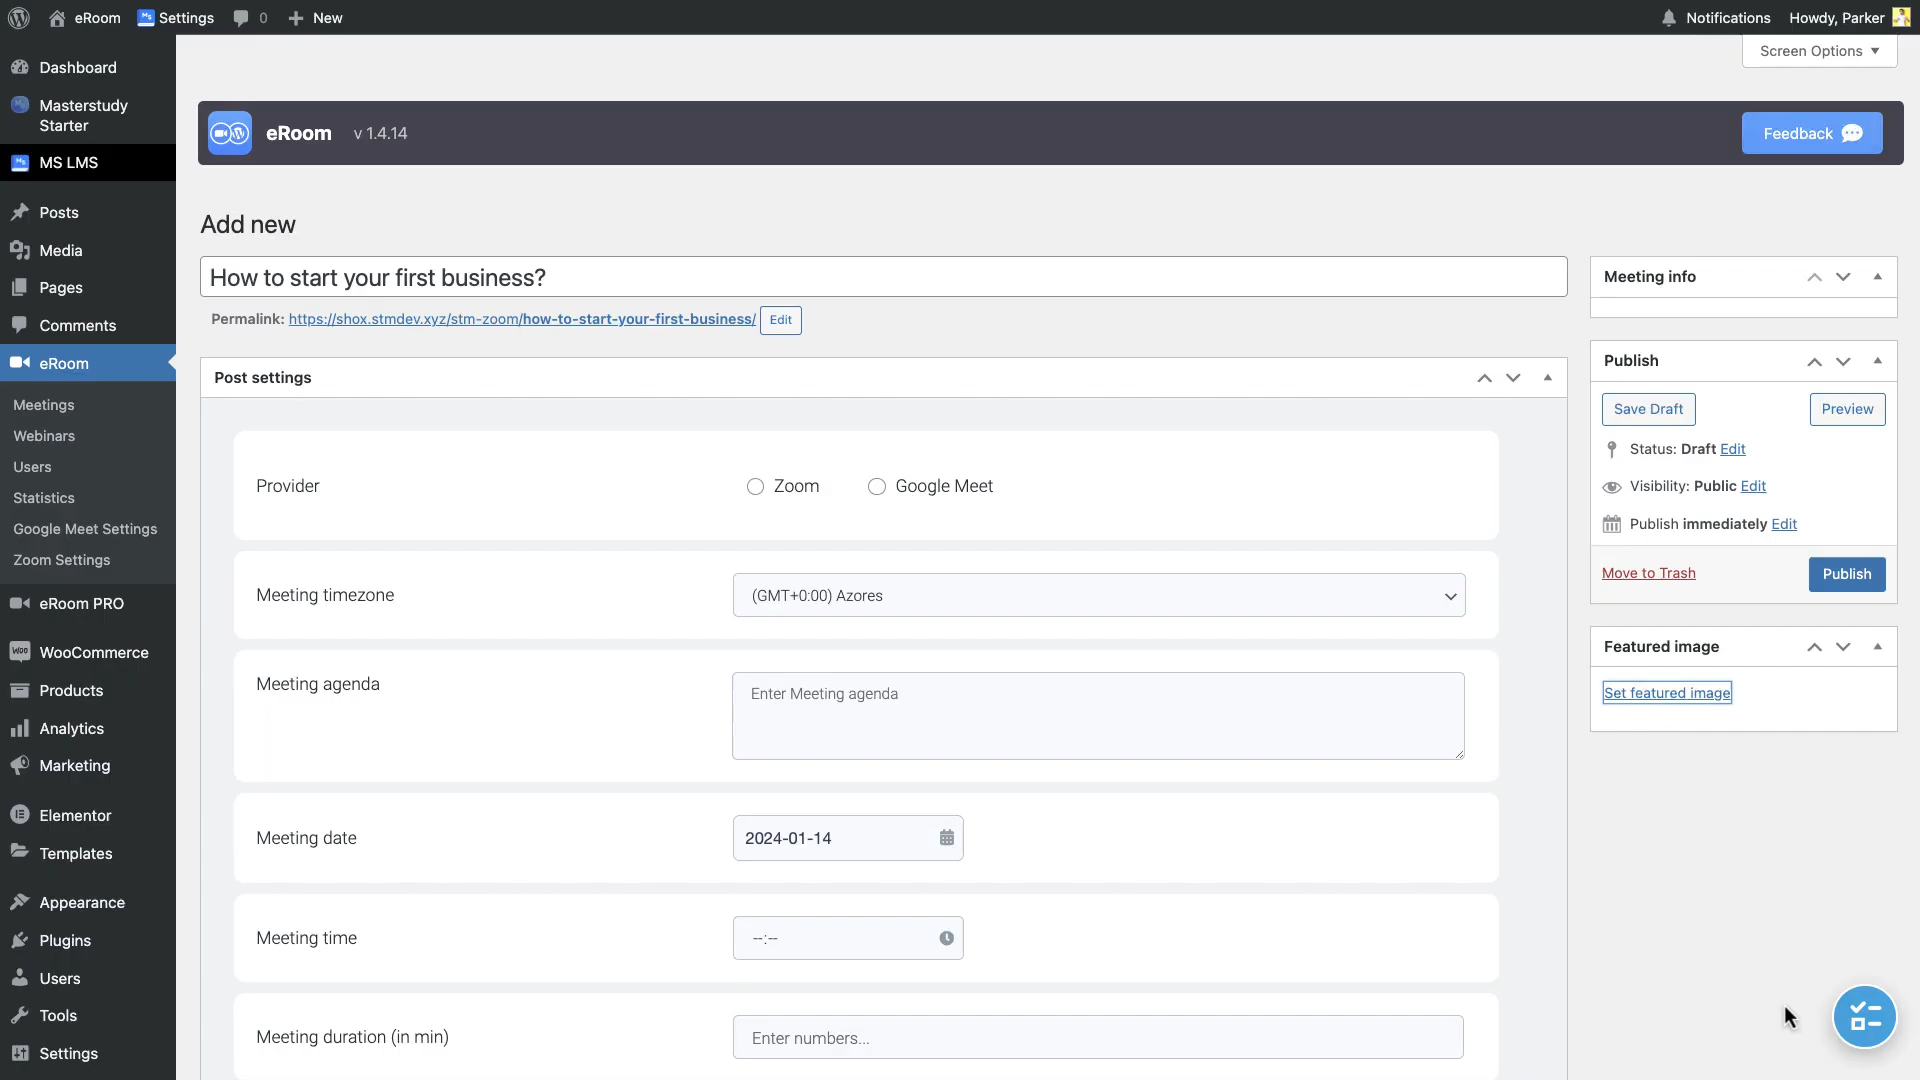 eRoom
Settings
0
New
Notifications
Howdy, Parker
Screen Options
Dashboard
Masterstudy
Starter
MS LMS
Posts
Media
Pages
Comments
eRoom
Meetings
Webinars
Users
Statistics
Google Meet Settings
Zoom Settings
eRoom PRO
WooCommerce
Products
Analytics
Marketing
Elementor
Templates
Appearance
Plugins
Users
Tools
Settings
eRoom v 1.4.14
Feedback
Add new
How to start your first business?
Permalink: https://shox.stmdev.xyz/stm-zoom/how-to-start-your-first-business/ Edit
Post settings
Provider
Zoom
Google Meet
Meeting timezone
(GMT+0:00) Azores
Meeting agenda
Enter Meeting agenda
Meeting date
2024-01-14
Meeting time
--:--
Meeting duration (in min)
Enter numbers...
Meeting info
Publish
Save Draft
Preview
Status: Draft Edit
Visibility: Public Edit
Publish immediately Edit
Move to Trash
Publish
Featured image
Set featured image